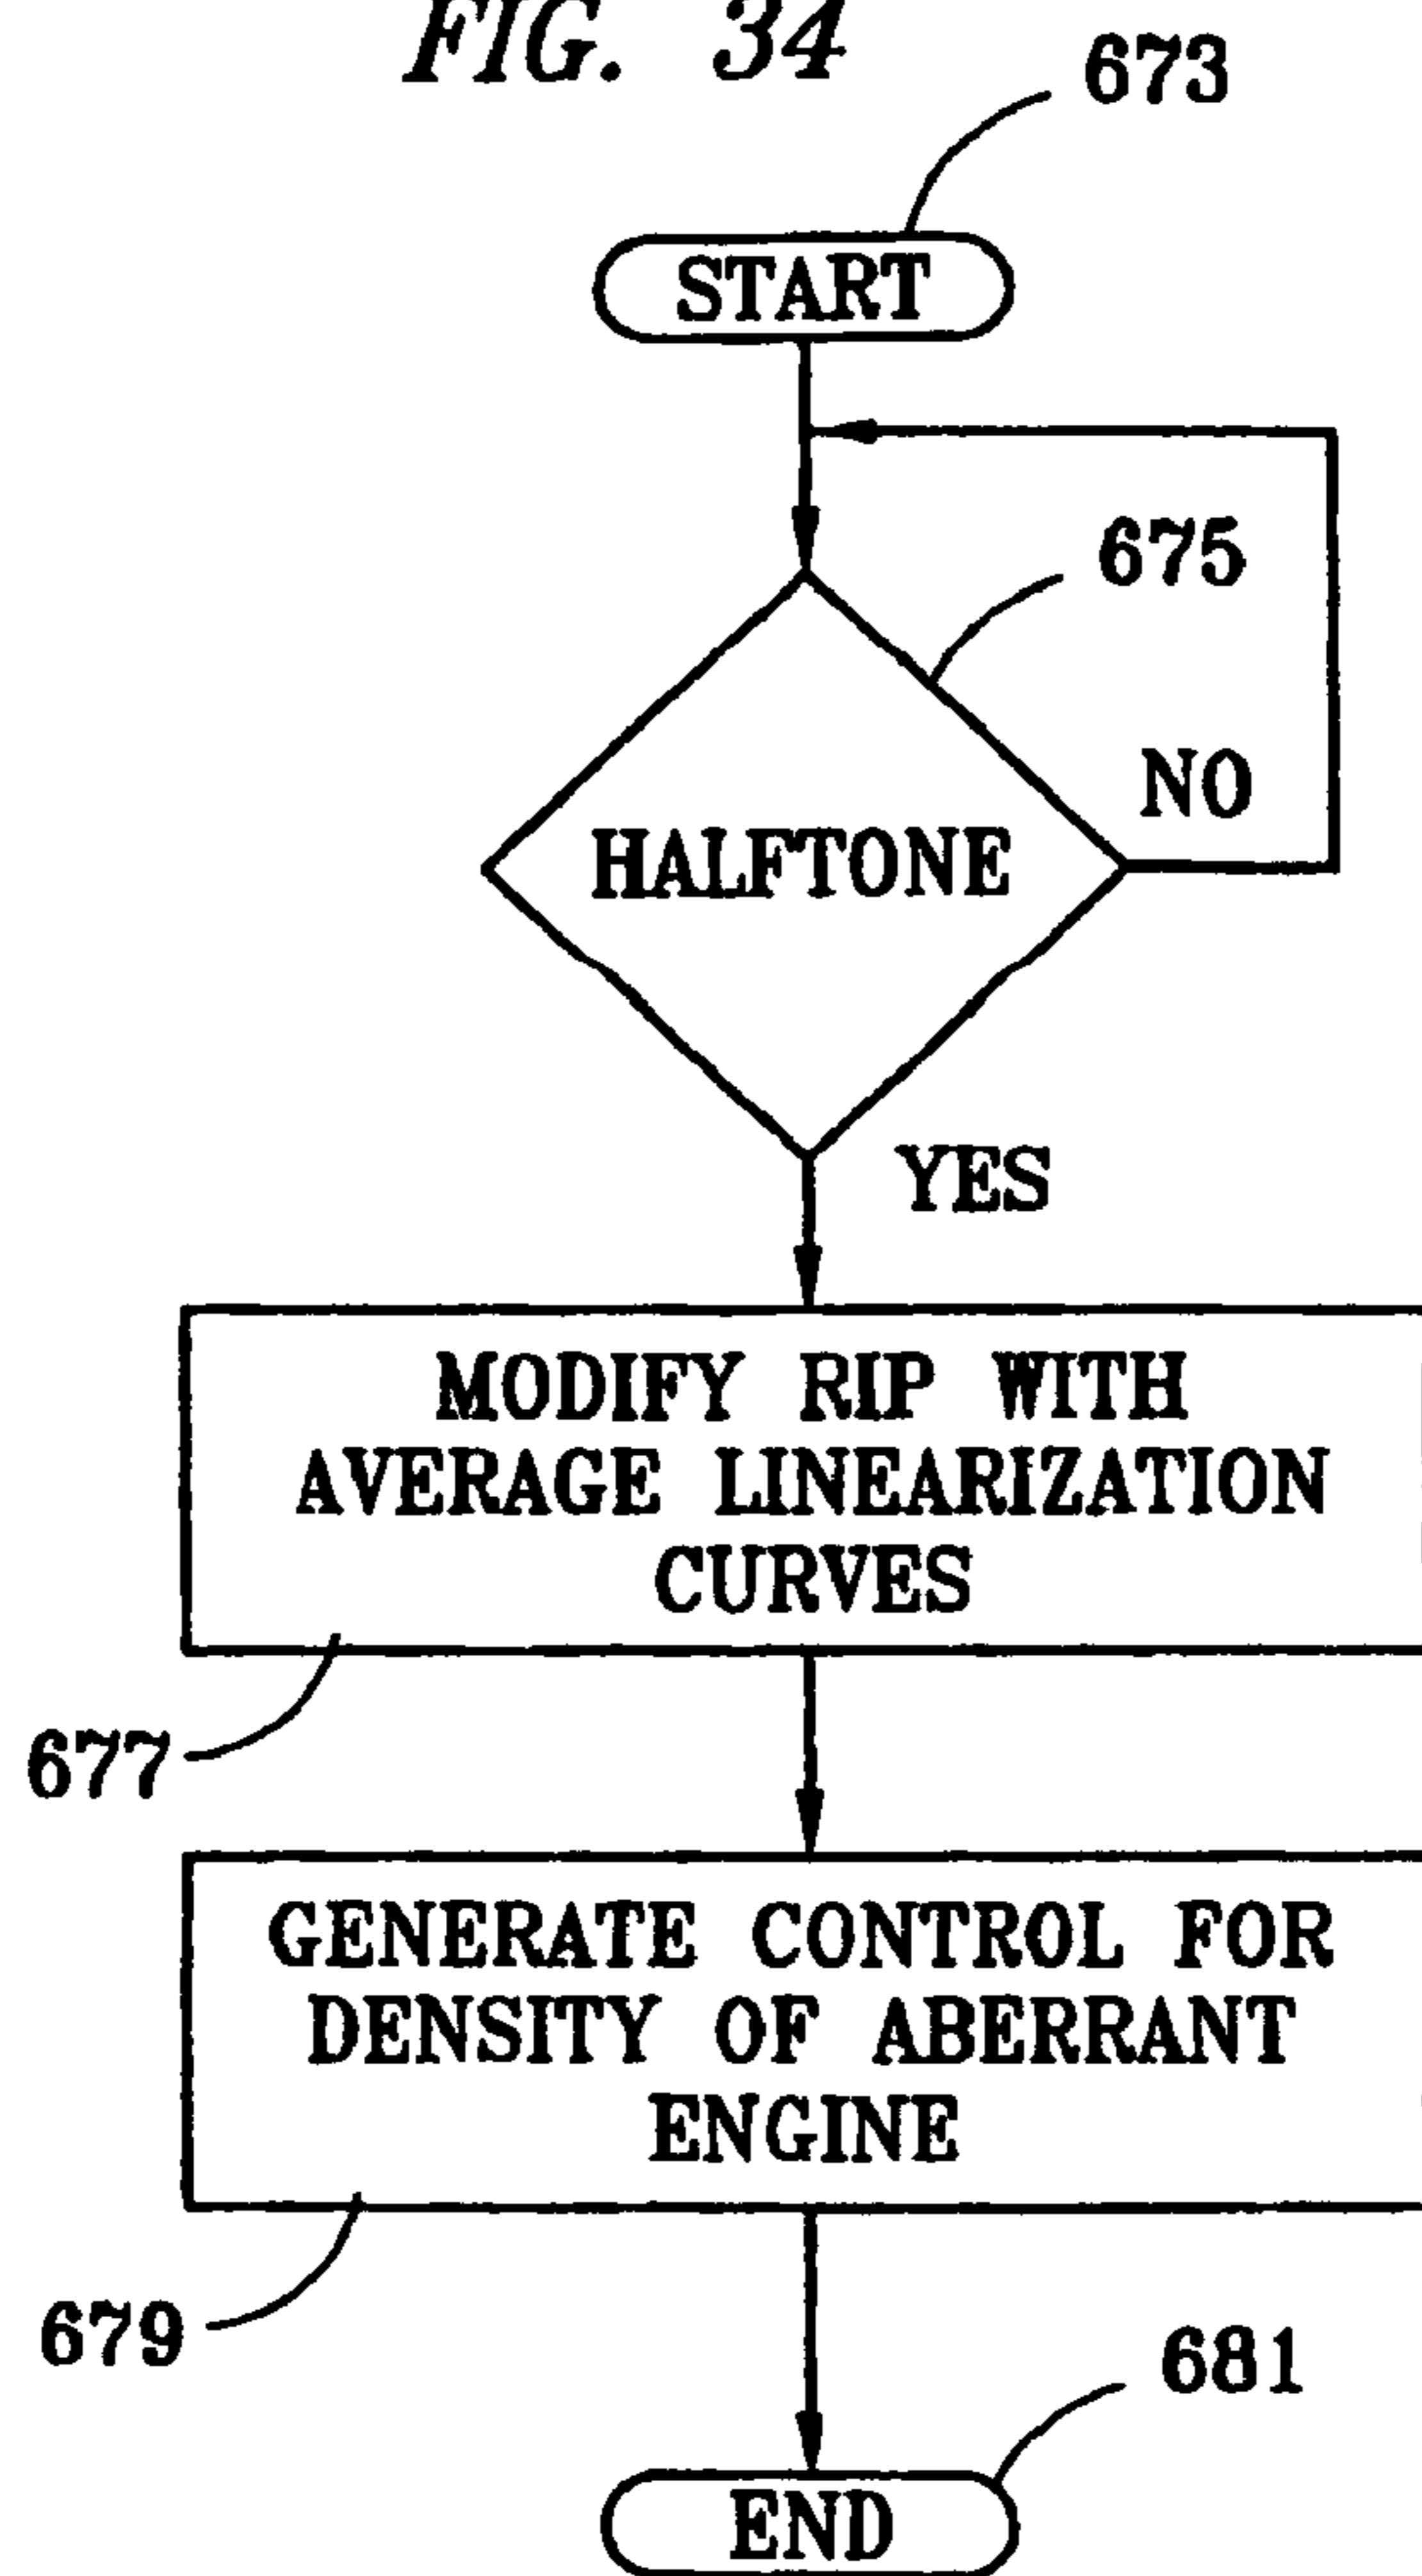 FIG. 34
673
START
675
NO
HALFTONE
YES
MODIFY RIP WITH
AVERAGE LINEARIZATION
CURVES
677
GENERATE CONTROL FOR
DENSITY OF ABERRANT
ENGINE
679
681
END